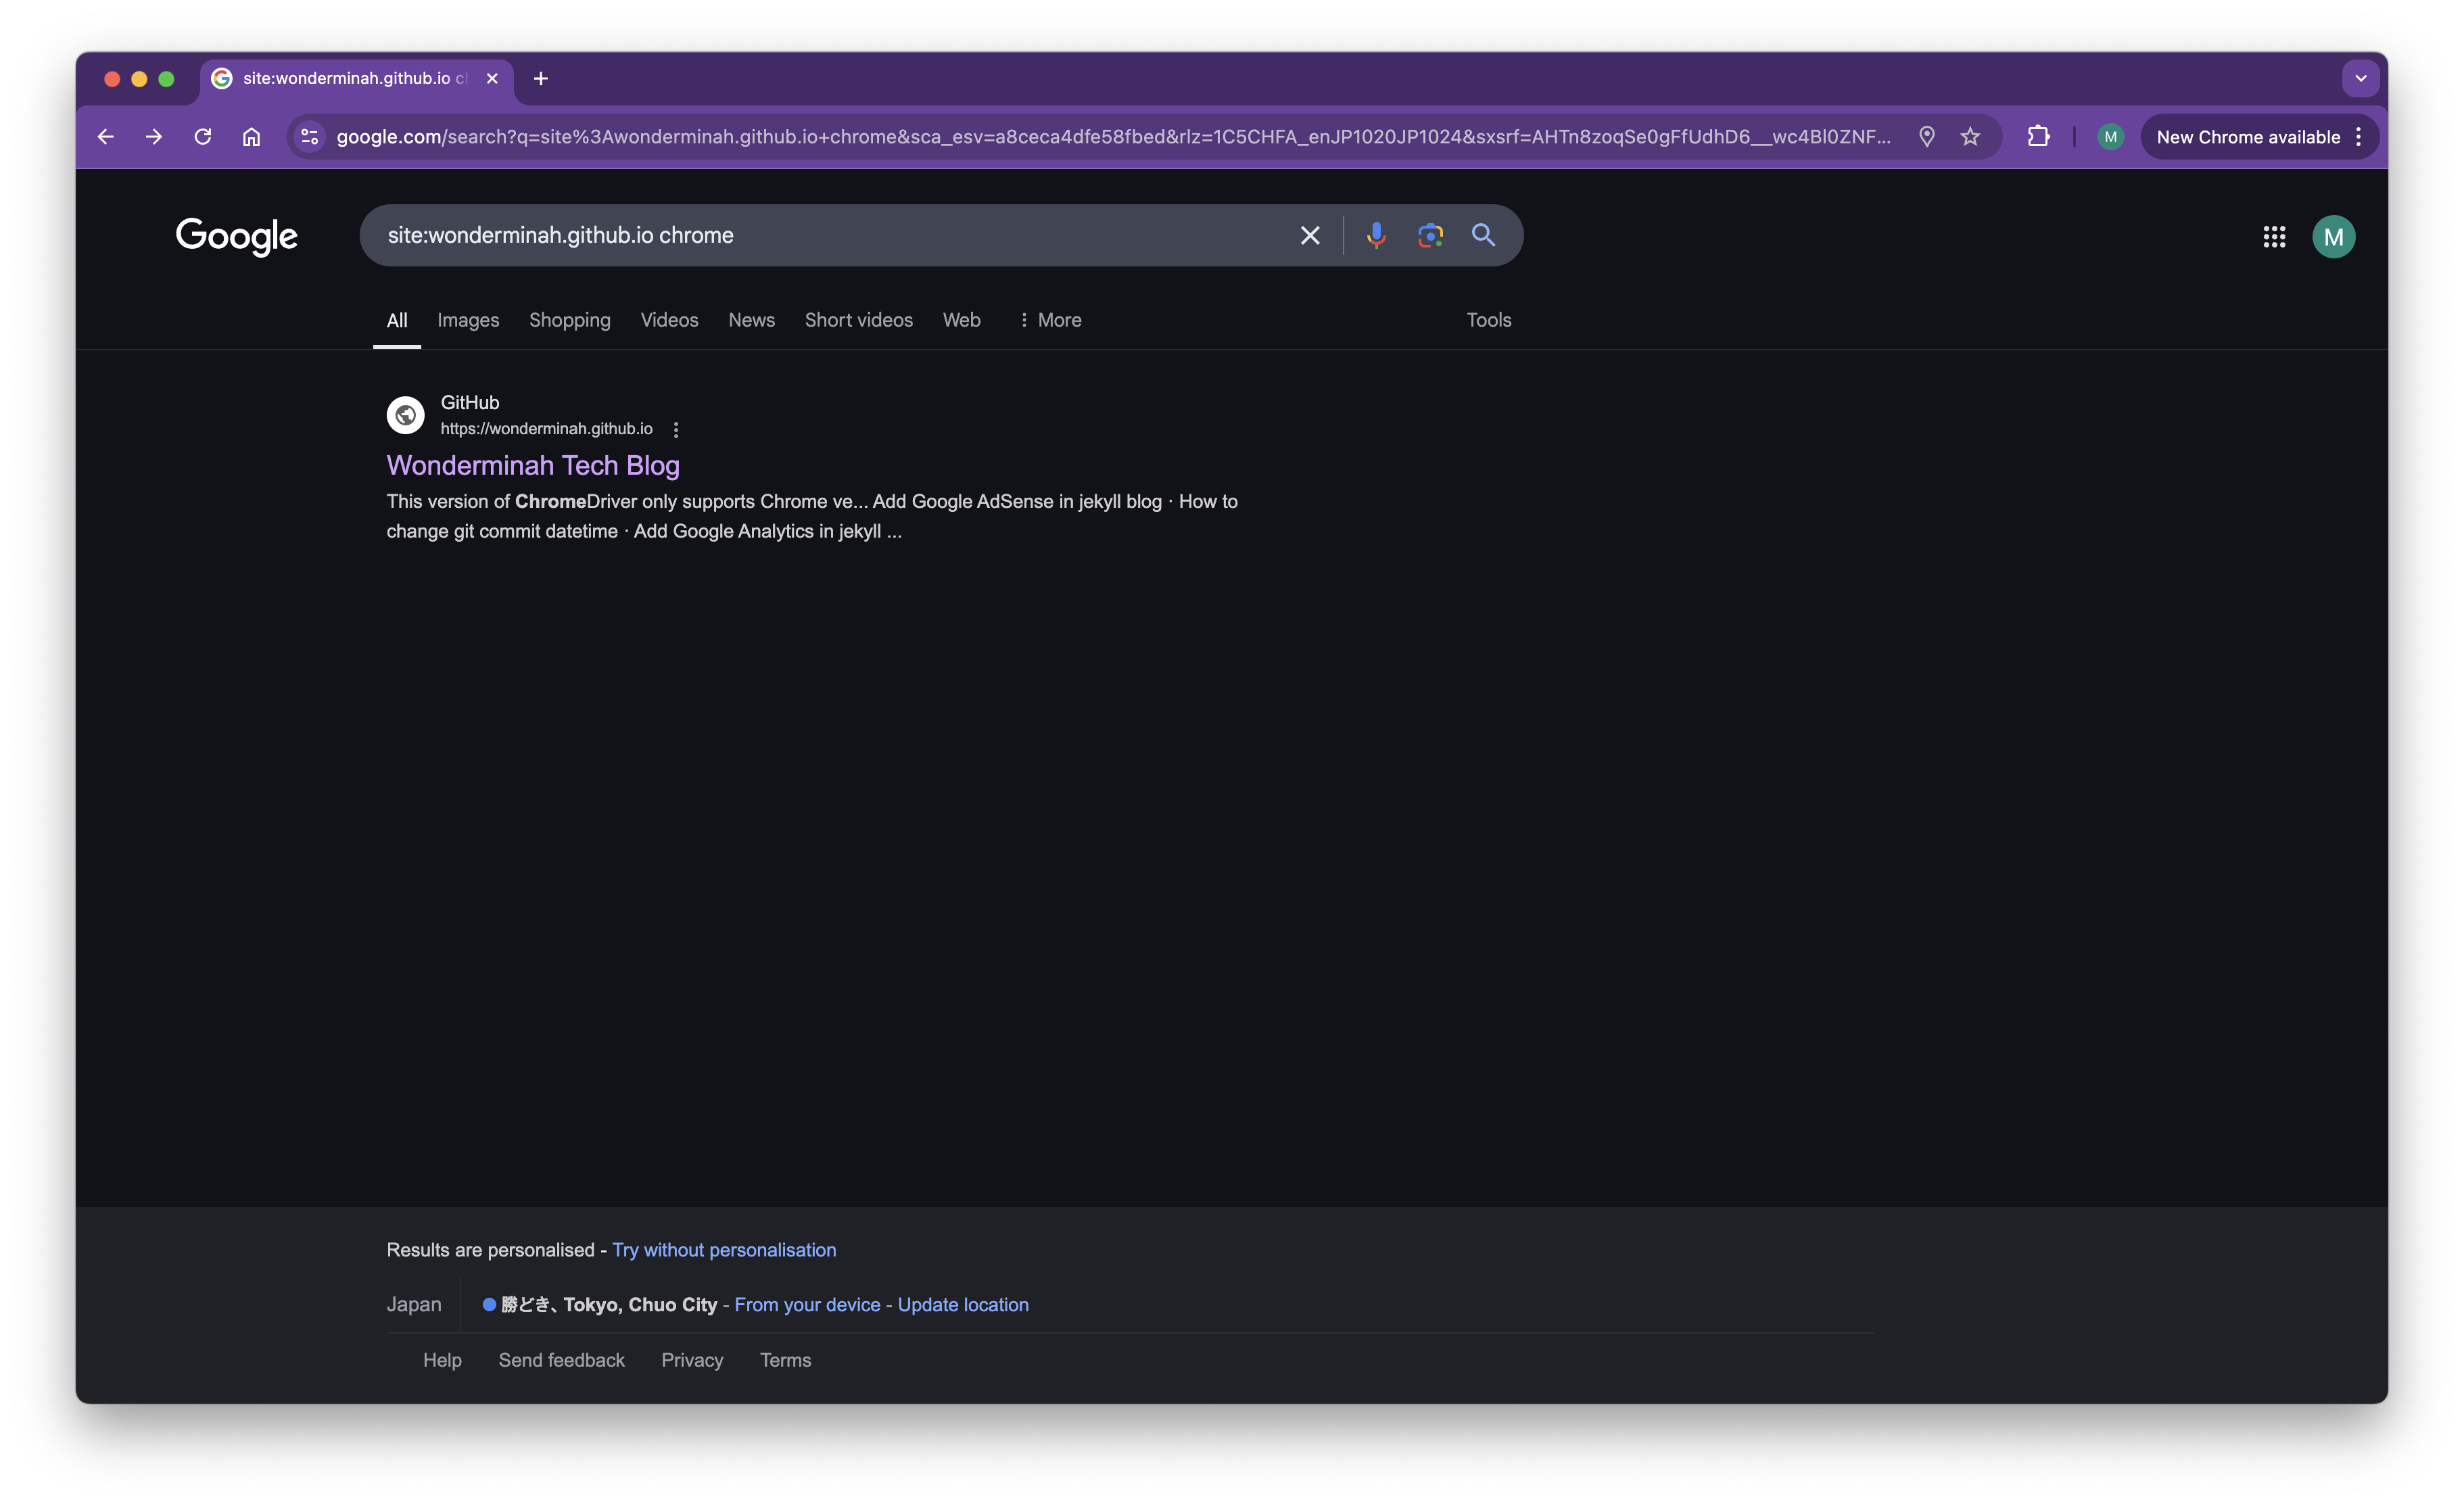 site:wonderminah.github.io
google.com/search?q=site%3Awonderminah.github.io+chrome&sca_esv=a8ceca4dfe58fbed&rlz=1C5CHFA_enJP1020JP1024&sxsrf=AHTn8zoqSe0gFfUdhD6__wc4Bl0ZNF...
M
New Chrome available
Google
site:wonderminah.github.io chrome
M
All Images Shopping Videos News Short videos Web More Tools
GitHub
https://wonderminah.github.io
Wonderminah Tech Blog
This version of ChromeDriver only supports Chrome ve... Add Google AdSense in jekyll blog · How to
change git commit datetime · Add Google Analytics in jekyll ...
Results are personalised - Try without personalisation
Japan 勝どき、Tokyo, Chuo City - From your device - Update location
Help Send feedback Privacy Terms